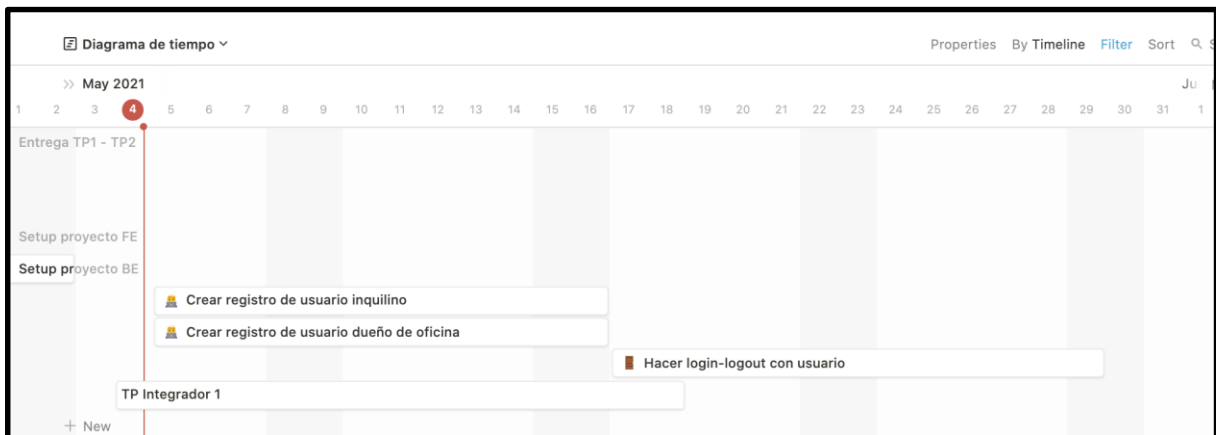 Diagrama de tiempo Properties By Timeline Filter Sort
May 2021 Ju
1 2 3 4 5 6 7 8 9 10 11 12 13 14 15 16 17 18 19 20 21 22 23 24 25 26 27 28 29 30 31 1
Entrega TP1 - TP2
Setup proyecto FE
Setup proyecto BE
Crear registro de usuario inquilino
Crear registro de usuario dueño de oficina
Hacer login-logout con usuario
TP Integrador 1
+ New